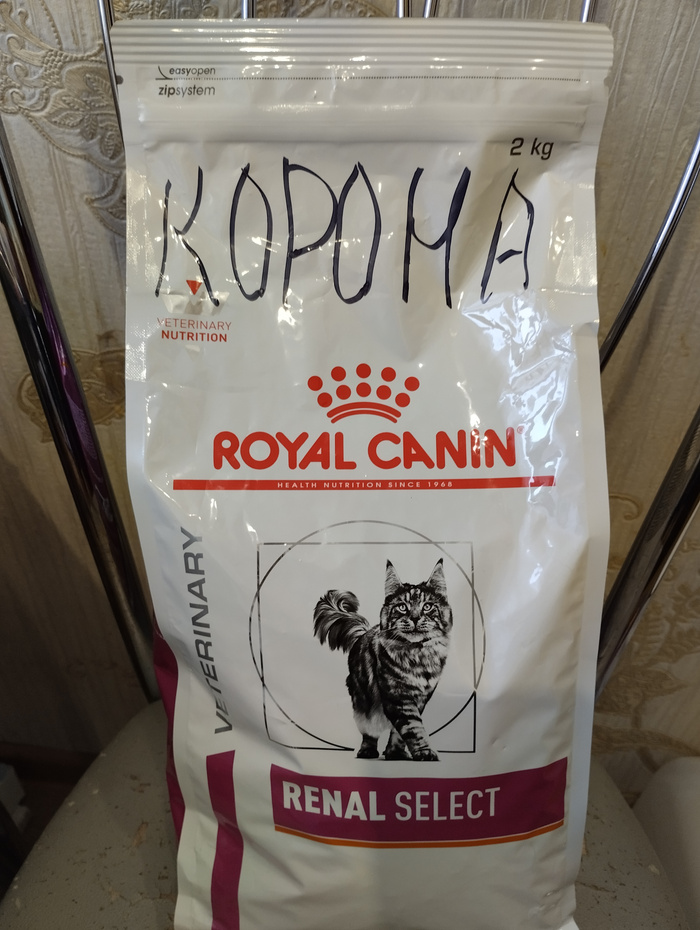 easyopen
zipsystem
2 kg
КОРОМА
VETERINARY
NUTRITION
ROYAL CANIN
HEALTH NUTRITION SINCE 1968
VETERINARY
RENAL SELECT